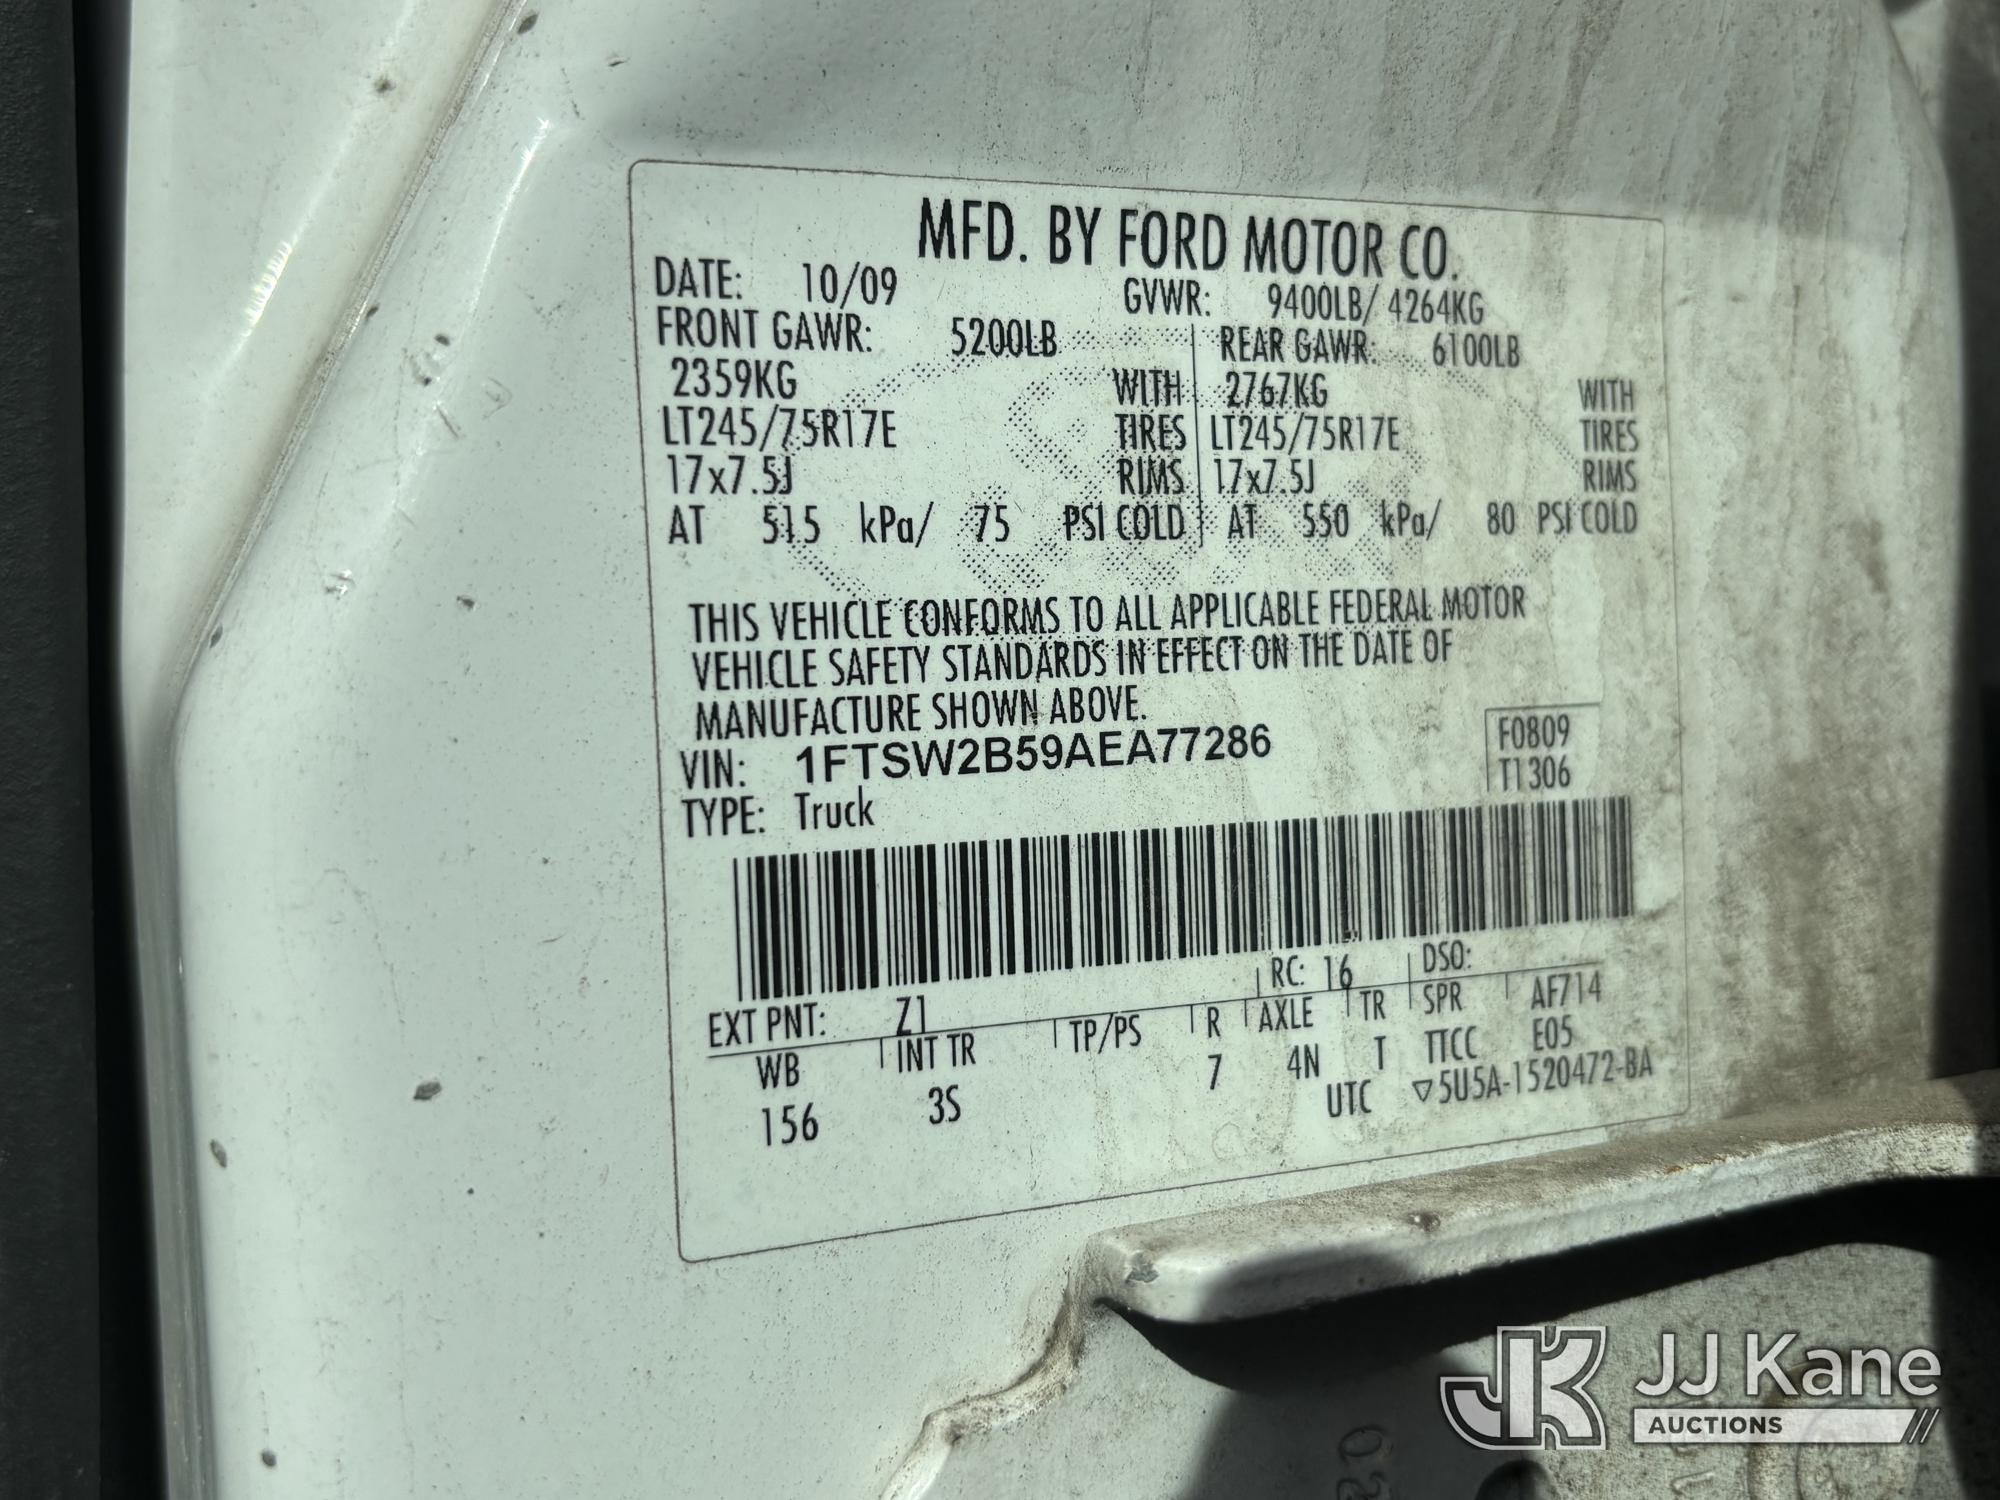 MFD. BY FORD MOTOR CO.
DATE: 10/09 GVWR: 9400LB/ 4264KG
FRONT GAWR: 5200LB REAR GAWR: 6100LB
2359KG WITH 2767KG WITH
LT245/75R17E TIRES LT245/75R17E TIRES
17x7.5J RIMS 17x7.5J RIMS
AT 515 kPa/ 75 PSI COLD AT 550 kPa/ 80 PSI COLD
THIS VEHICLE CONFORMS TO ALL APPLICABLE FEDERAL MOTOR
VEHICLE SAFETY STANDARDS IN EFFECT ON THE DATE OF
MANUFACTURE SHOWN ABOVE.
VIN: 1FTSW2B59AEA77286 F0809
TYPE: Truck T1306
EXT PNT: Z1 RC: 16 DSO:
WB INT TR TP/PS R AXLE TR SPR AF714
156 3S 7 4N T TTCC E05
UTC ▽5U5A-1520472-BA
JK JJ Kane
AUCTIONS